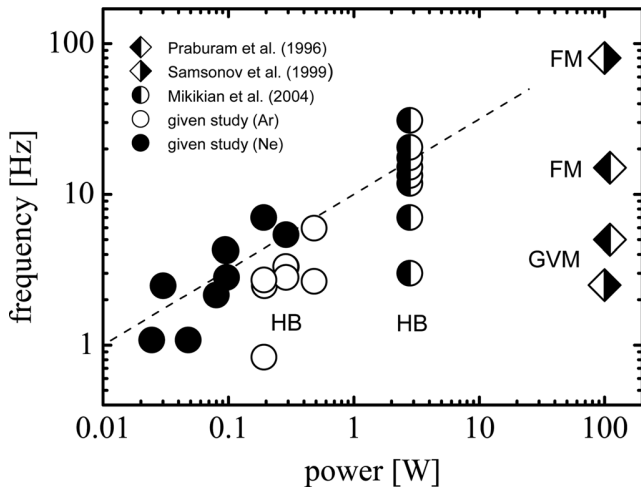 100
10
1
frequency [Hz]
Praburam et al. (1996)
Samsonov et al. (1999)
Mikikian et al. (2004)
given study (Ar)
given study (Ne)
FM
FM
GVM
HB
HB
0.01
0.1
1
10
100
power [W]